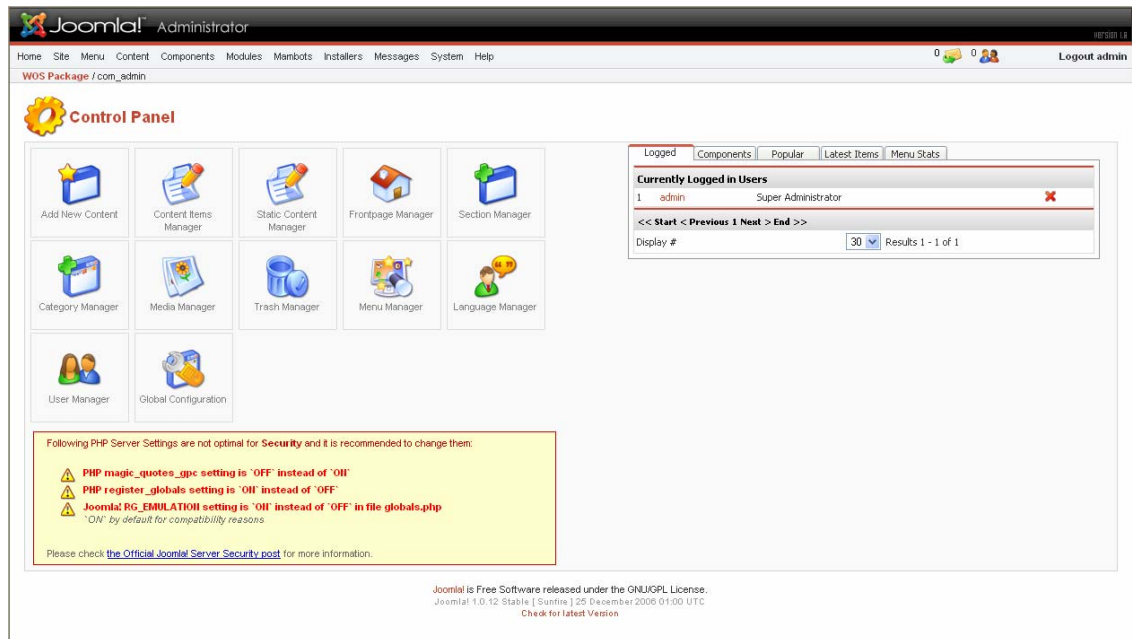 Joomla! Administrator
version 1.0
Home Site Menu Content Components Modules Mambots Installers Messages System Help 0 0 Logout admin
WOS Package / com_admin
Control Panel
Add New Content
Content Items Manager
Static Content Manager
Frontpage Manager
Section Manager
Category Manager
Media Manager
Trash Manager
Menu Manager
Language Manager
User Manager
Global Configuration
Logged Components Popular Latest Items Menu Stats
Currently Logged in Users
1 admin Super Administrator
<< Start < Previous 1 Next > End >>
Display # 30 Results 1 - 1 of 1
Following PHP Server Settings are not optimal for Security and it is recommended to change them:
PHP magic_quotes_gpc setting is `OFF` instead of `ON`
PHP register_globals setting is `ON` instead of `OFF`
Joomla! RG_EMULATION setting is `ON` instead of `OFF` in file globals.php
`ON` by default for compatibility reasons
Please check the Official Joomla! Server Security post for more information.
Joomla! is Free Software released under the GNU/GPL License.
Joomla! 1.0.12 Stable [ Sunfire ] 25 December 2006 01:00 UTC
Check for latest Version